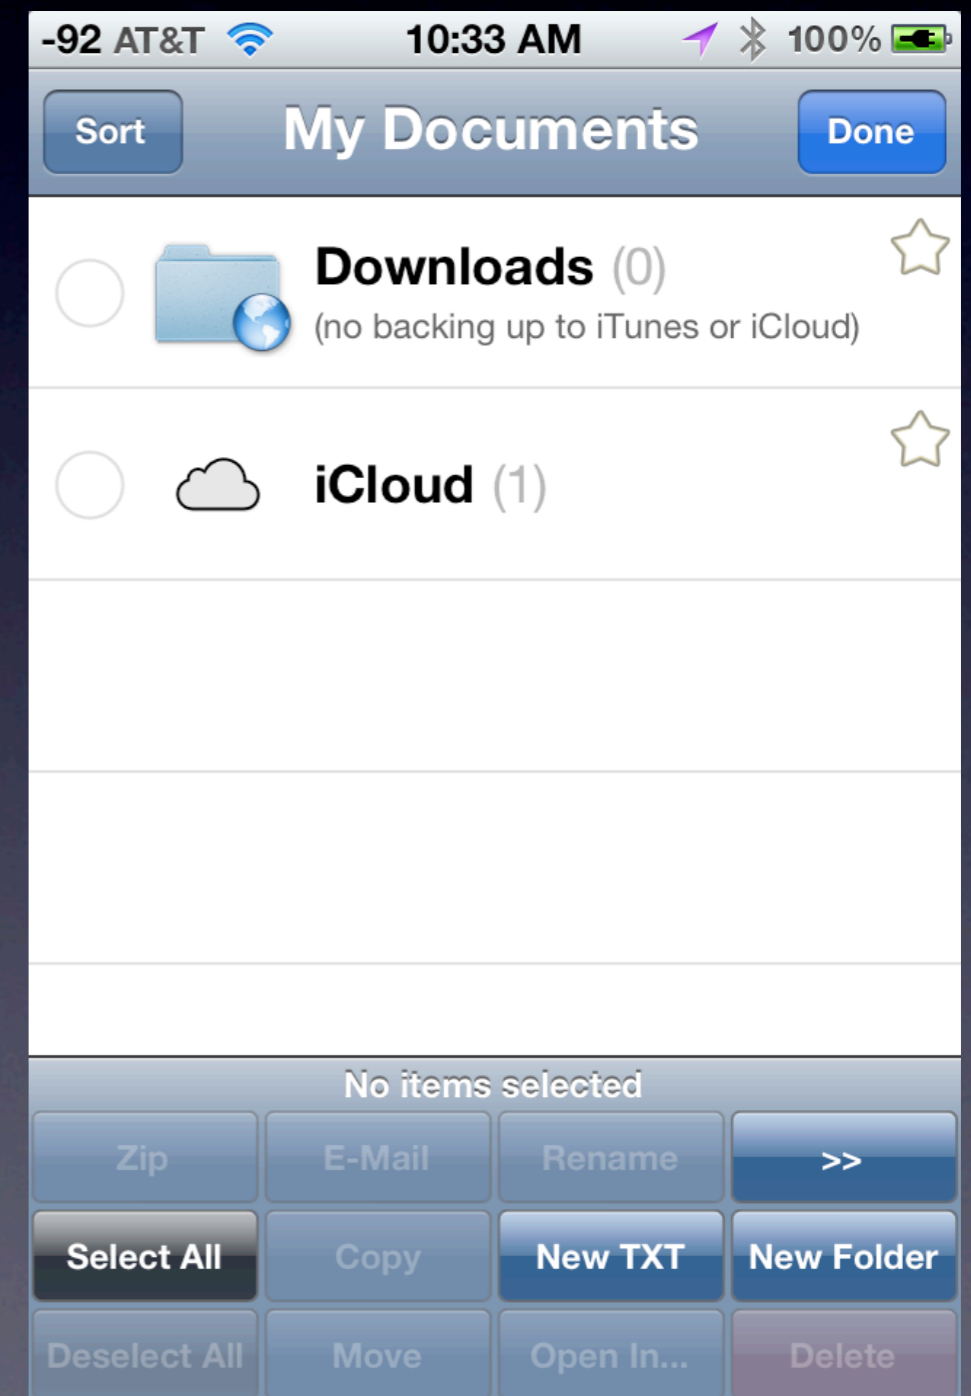 -92 AT&T 10:33 AM 100%
Sort My Documents Done
Downloads (0)
(no backing up to iTunes or iCloud)
iCloud (1)
No items selected
Zip E-Mail Rename >>
Select All Copy New TXT New Folder
Deselect All Move Open In... Delete